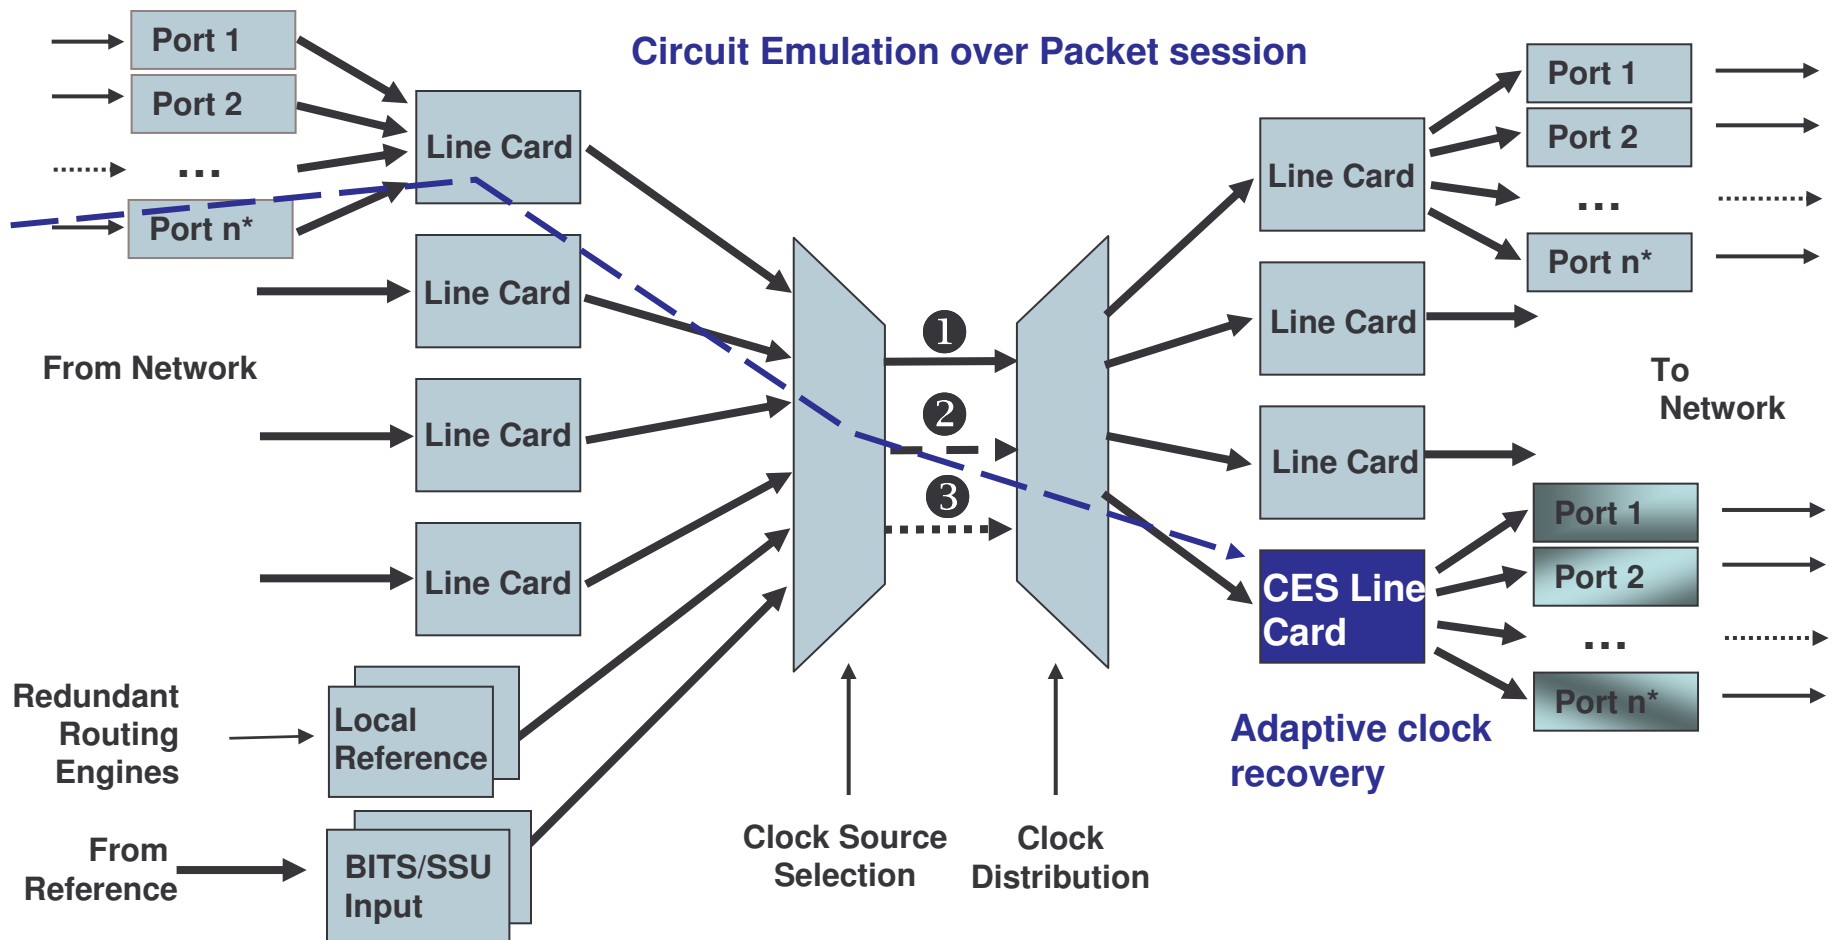 Circuit Emulation over Packet session
Port 1
Port 2
...
Port n*
Line Card
Line Card
Line Card
Line Card
From Network
Redundant
Routing
Engines
Local
Reference
From
Reference
BITS/SSU
Input
1
2
3
Clock Source
Selection
Clock
Distribution
Line Card
Line Card
Line Card
CES Line
Card
Adaptive clock
recovery
Port 1
Port 2
...
Port n*
To
Network
Port 1
Port 2
...
Port n*